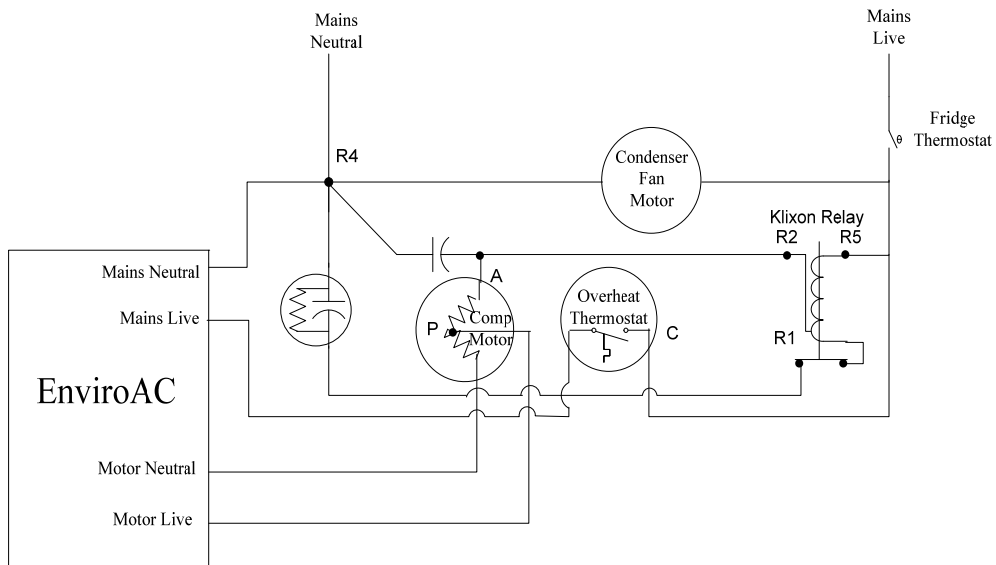 Mains
Neutral
Mains
Live
Fridge
Thermostat
θ
R4
Condenser
Fan
Motor
Klixon Relay
R2
R5
Mains Neutral
Mains Live
A
P
Comp
Motor
Overheat
Thermostat
C
R1
EnviroAC
Motor Neutral
Motor Live